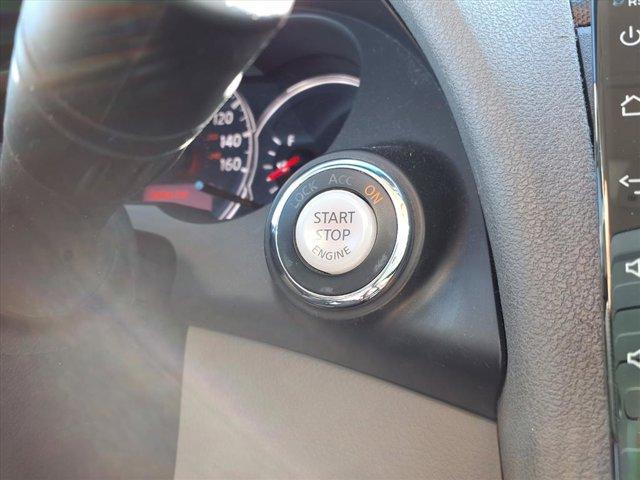 120
140
160
F
LOCK ACC ON
START
STOP
ENGINE